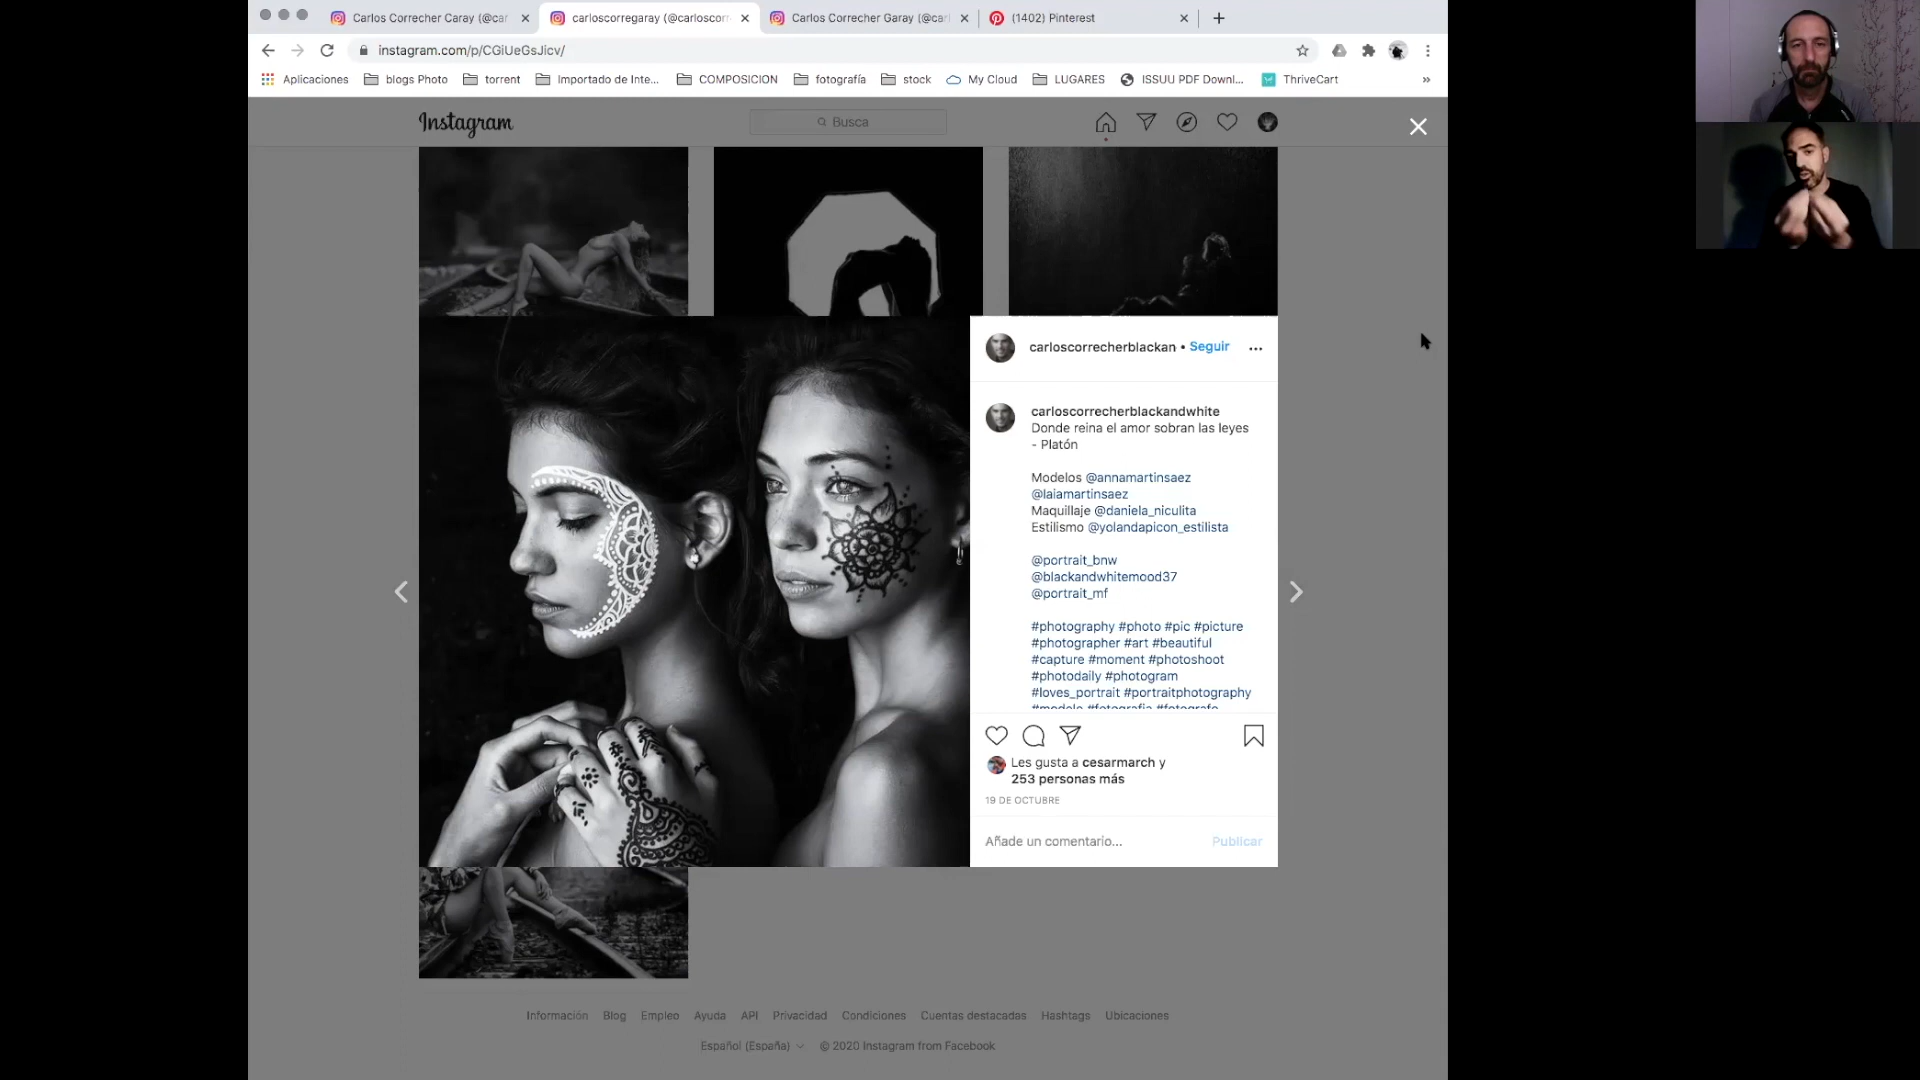 Carlos Correcher Caray (@car
carloscorregaray (@carloscorr
Carlos Correcher Garay (@car
(1402) Pinterest
instagram.com/p/CGiUeGsJicv/
Aplicaciones
blogs Photo
torrent
Importado de Inte...
COMPOSICION
fotografía
stock
My Cloud
LUGARES
ISSUU PDF Downl...
ThriveCart
»
Instagram
Busca
carloscorrecherblackan • Seguir
carloscorrecherblackandwhite
Donde reina el amor sobran las leyes
- Platón
Modelos @annamartinsaez
@laiamartinsaez
Maquillaje @daniela_niculita
Estilismo @yolandapicon_estilista
@portrait_bnw
@blackandwhitemood37
@portrait_mf
#photography #photo #pic #picture
#photographer #art #beautiful
#capture #moment #photoshoot
#photodaily #photogram
#loves_portrait #portraitphotography
#modelo #fotografia #fotografo
Les gusta a cesarmarch y
253 personas más
19 DE OCTUBRE
Añade un comentario... Publicar
Información Blog Empleo Ayuda API Privacidad Condiciones Cuentas destacadas Hashtags Ubicaciones
Español (España) © 2020 Instagram from Facebook